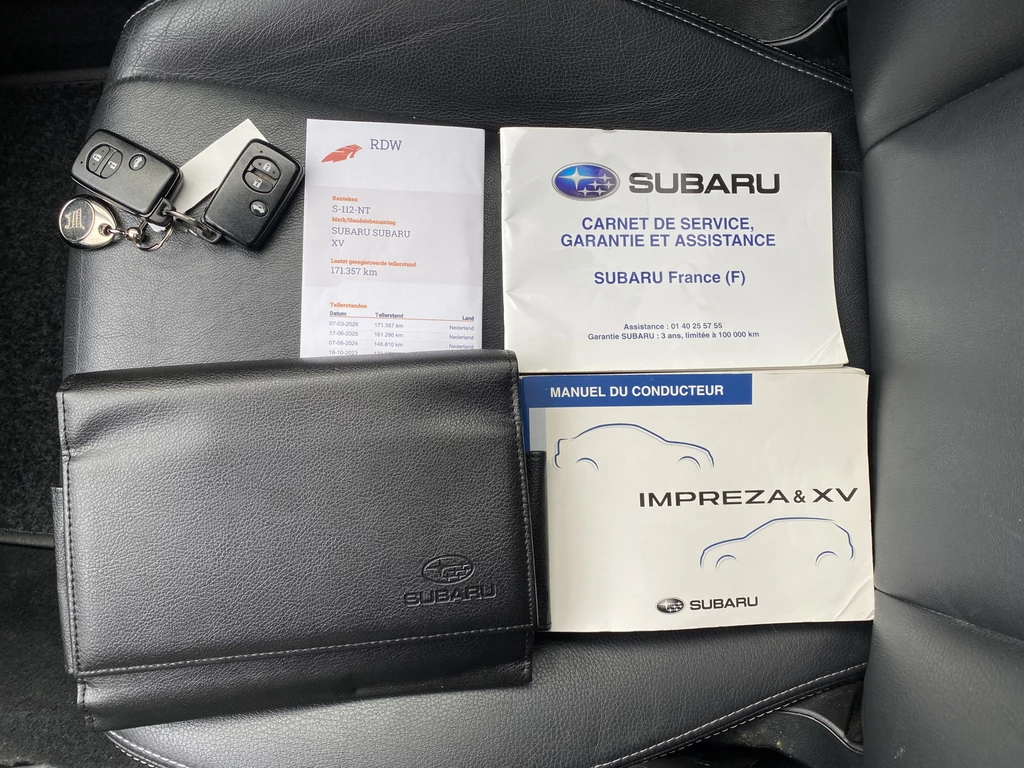 RDW
Kenteken
S-112-NT
Merk/Handelsbenaming
SUBARU SUBARU
XV
Laatst geregistreerde tellerstand
171.357 km
Tellerstanden
Datum Tellerstand Land
07-03-2026 171.357 km Nederland
17-06-2025 161.286 km Nederland
07-06-2024 148.810 km Nederland
16-10-2023 Nederland
SUBARU
CARNET DE SERVICE,
GARANTIE ET ASSISTANCE
SUBARU France (F)
Assistance : 01 40 25 57 55
Garantie SUBARU : 3 ans, limitée à 100 000 km
MANUEL DU CONDUCTEUR
IMPREZA & XV
SUBARU
SUBARU